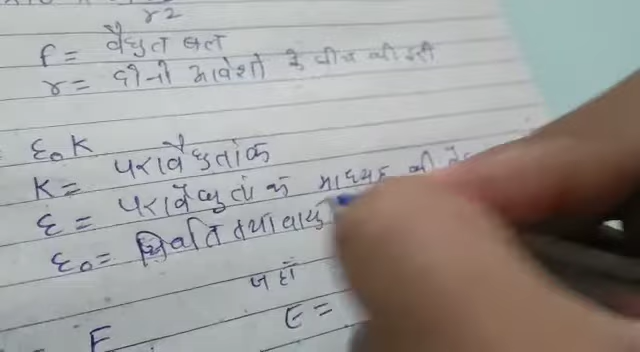 r2
F = वैधुत बल
r = दोनो आवेशो के बीच की दूरी
ε₀ K
K = परावैधुतांक
ε = परावैधुतांक माध्यम की
ε₀ = तथा वायु
जहाँ
E =
F